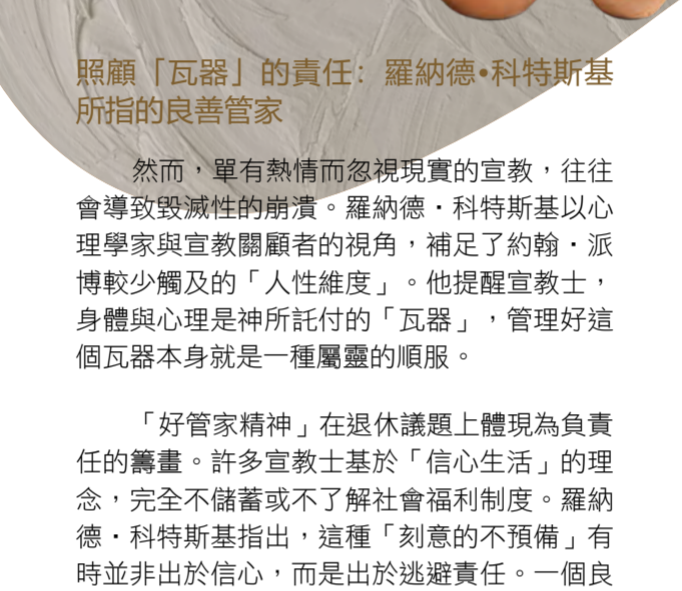 照顧「瓦器」的責任：羅納德•科特斯基
所指的良善管家
然而，單有熱情而忽視現實的宣教，往往
會導致毀滅性的崩潰。羅納德・科特斯基以心
理學家與宣教關顧者的視角，補足了約翰・派
博較少觸及的「人性維度」。他提醒宣教士，
身體與心理是神所託付的「瓦器」，管理好這
個瓦器本身就是一種屬靈的順服。
「好管家精神」在退休議題上體現為負責
任的籌畫。許多宣教士基於「信心生活」的理
念，完全不儲蓄或不了解社會福利制度。羅納
德・科特斯基指出，這種「刻意的不預備」有
時並非出於信心，而是出於逃避責任。一個良